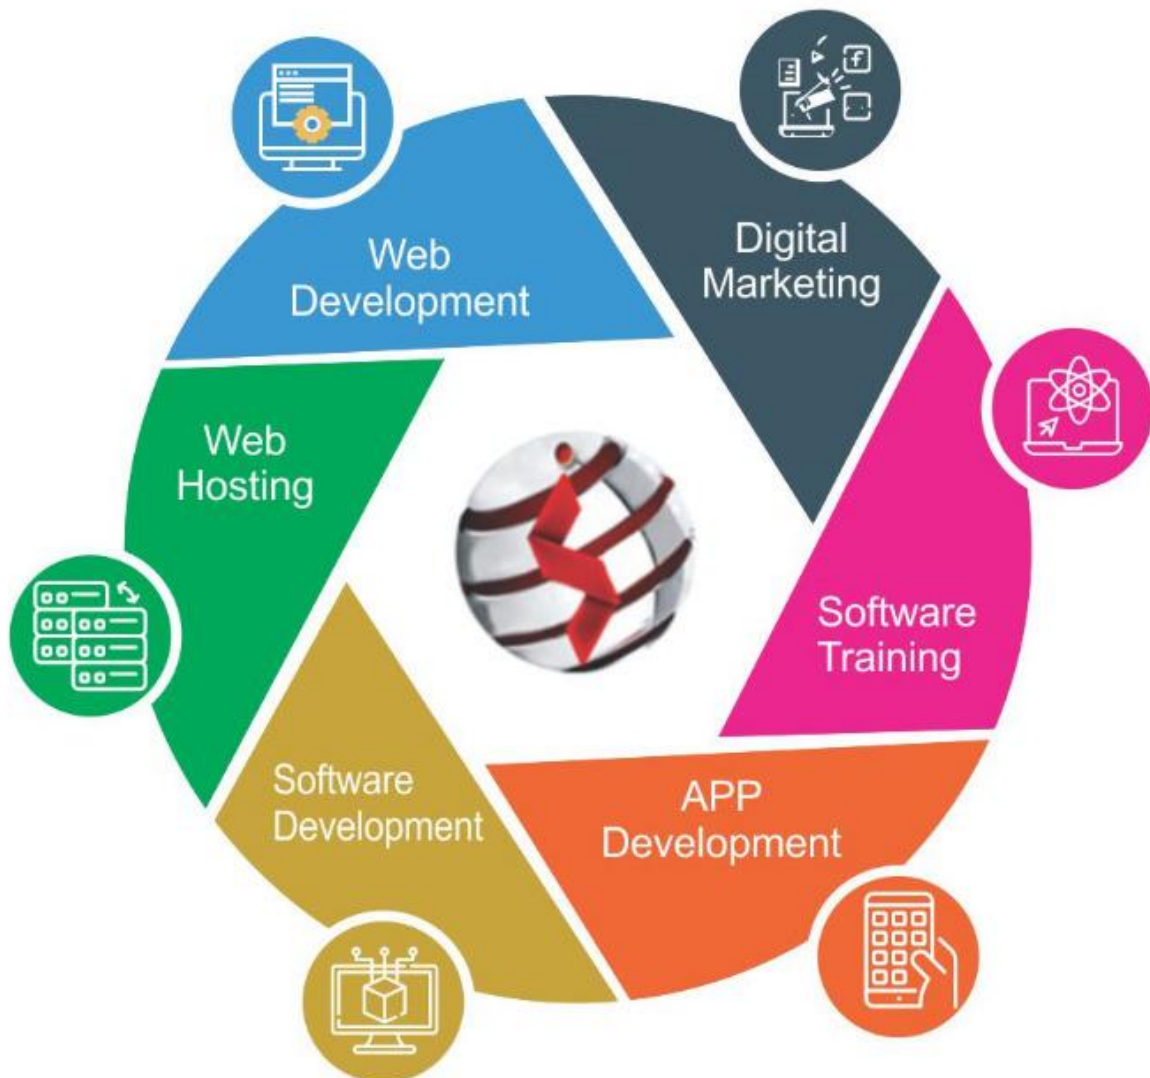 Web
Development
Digital
Marketing
Software
Training
APP
Development
Software
Development
Web
Hosting